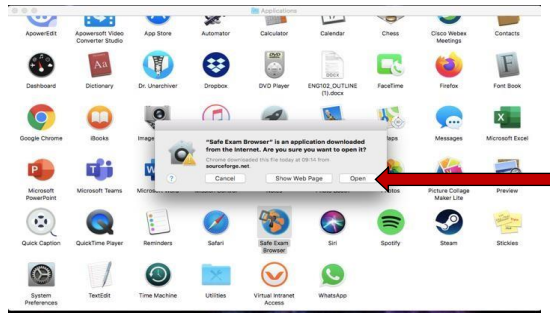 Applications
ApowerEdit
Apowersoft Video Converter Studio
App Store
Automator
Calculator
Calendar
Chess
Cisco Webex Meetings
Contacts
Dashboard
Dictionary
Dr. Unarchiver
Dropbox
DVD Player
ENG102_OUTLINE (1).docx
FaceTime
Firefox
Font Book
Google Chrome
iBooks
Image
"Safe Exam Browser" is an application downloaded
from the Internet. Are you sure you want to open it?
Chrome downloaded this file today at 09:14 from
sourceforge.net
? Cancel Show Web Page Open
Maps
Messages
Microsoft Excel
Microsoft PowerPoint
Microsoft Teams
Photos
Picture Collage Maker Lite
Preview
Quick Caption
QuickTime Player
Reminders
Safari
Safe Exam Browser
Siri
Spotify
Steam
Stickies
System Preferences
TextEdit
Time Machine
Utilities
Virtual Intranet Access
WhatsApp